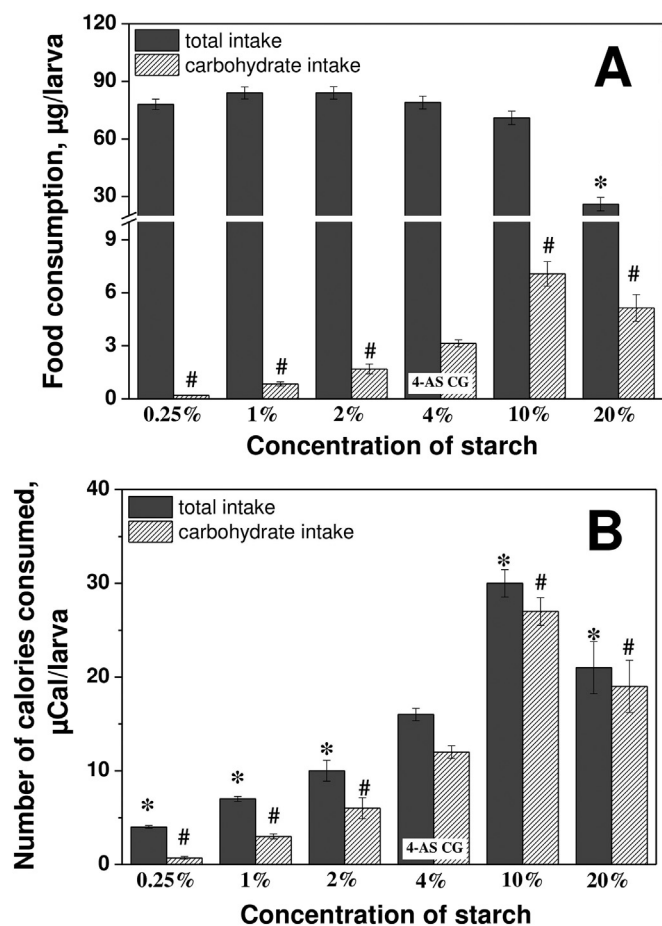 120
90
60
30
9
6
3
0
Food consumption, µg/larva
total intake
carbohydrate intake
A
*
#
#
#
#
#
4-AS CG
0.25% 1% 2% 4% 10% 20%
Concentration of starch
40
30
20
10
0
Number of calories consumed,
µCal/larva
total intake
carbohydrate intake
B
*
#
*
#
*
#
*
#
*
#
4-AS CG
0.25% 1% 2% 4% 10% 20%
Concentration of starch